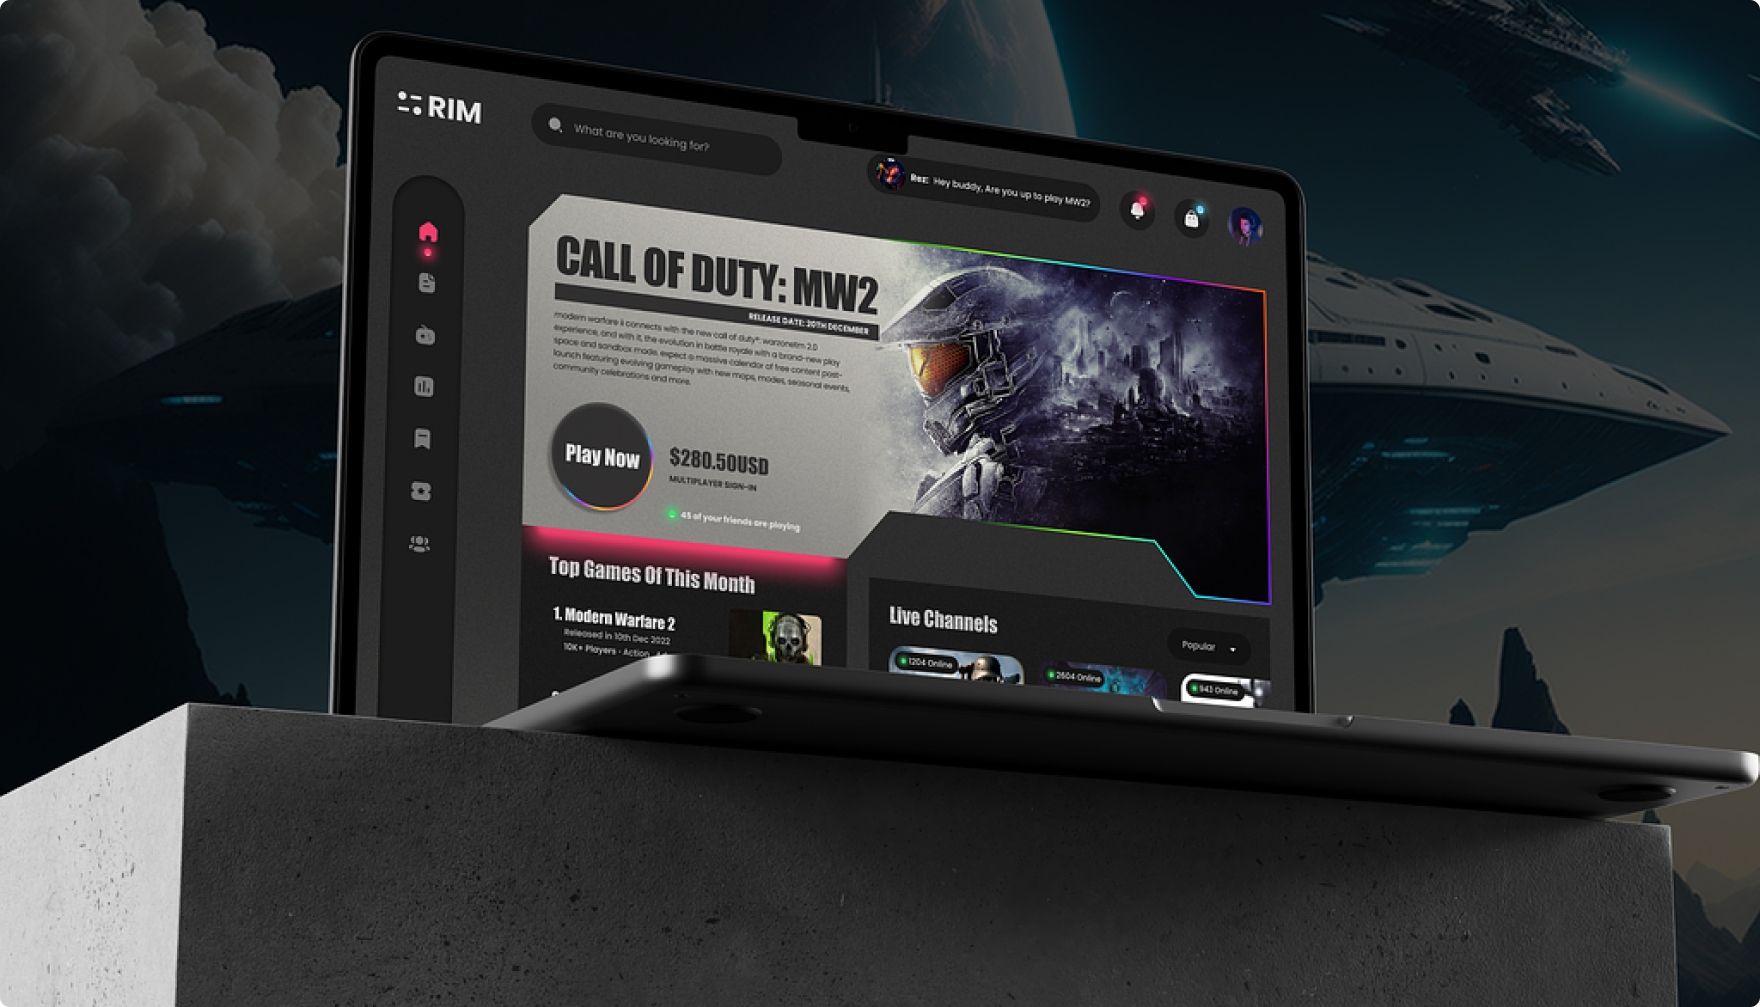 RIM
What are you looking for?
Rez: Hey buddy, Are you up to play MW2?
CALL OF DUTY: MW2
RELEASE DATE: 20TH DECEMBER
modern warfare ii connects with the new call of duty®: warzonetm 2.0
experience, and with it, the evolution in battle royale with a brand-new play
space and sandbox mode. expect a massive calendar of free content post-
launch featuring evolving gameplay with new maps, modes, seasonal events,
community celebrations and more.
Play Now
$280.50USD
MULTIPLAYER SIGN-IN
45 of your friends are playing
Top Games Of This Month
1. Modern Warfare 2
Released in 10th Dec 2022
10K+ Players · Action
Live Channels
Popular
1204 Online
2604 Online
943 Online